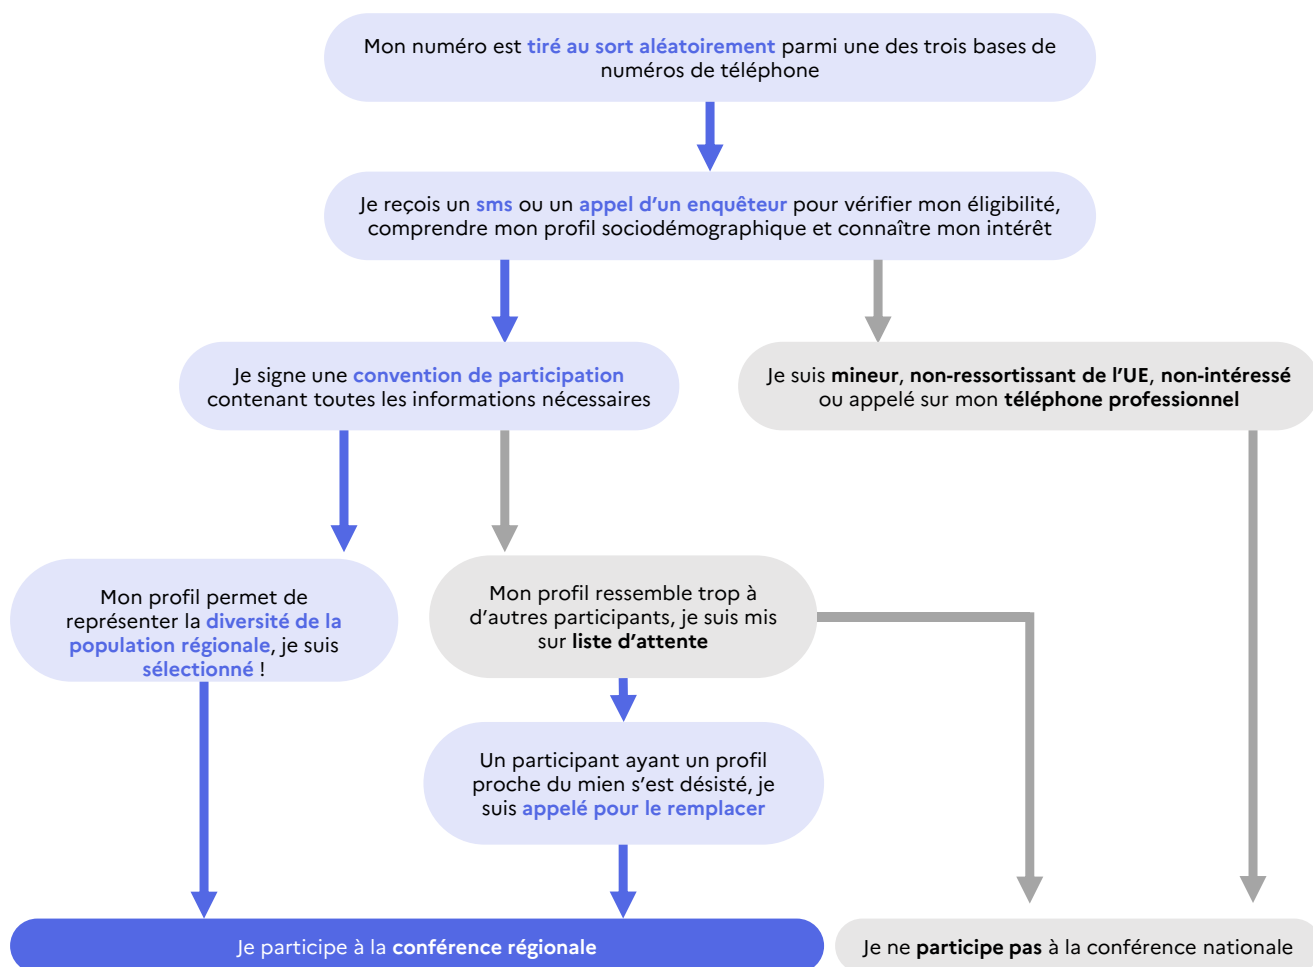 Mon numéro est tiré au sort aléatoirement parmi une des trois bases de
numéros de téléphone
Je reçois un sms ou un appel d’un enquêteur pour vérifier mon éligibilité,
comprendre mon profil sociodémographique et connaître mon intérêt
Je signe une convention de participation
contenant toutes les informations nécessaires
Je suis mineur, non-ressortissant de l’UE, non-intéressé
ou appelé sur mon téléphone professionnel
Mon profil permet de
représenter la diversité de la
population régionale, je suis
sélectionné !
Mon profil ressemble trop à
d’autres participants, je suis mis
sur liste d’attente
Un participant ayant un profil
proche du mien s’est désisté, je
suis appelé pour le remplacer
Je participe à la conférence régionale
Je ne participe pas à la conférence nationale